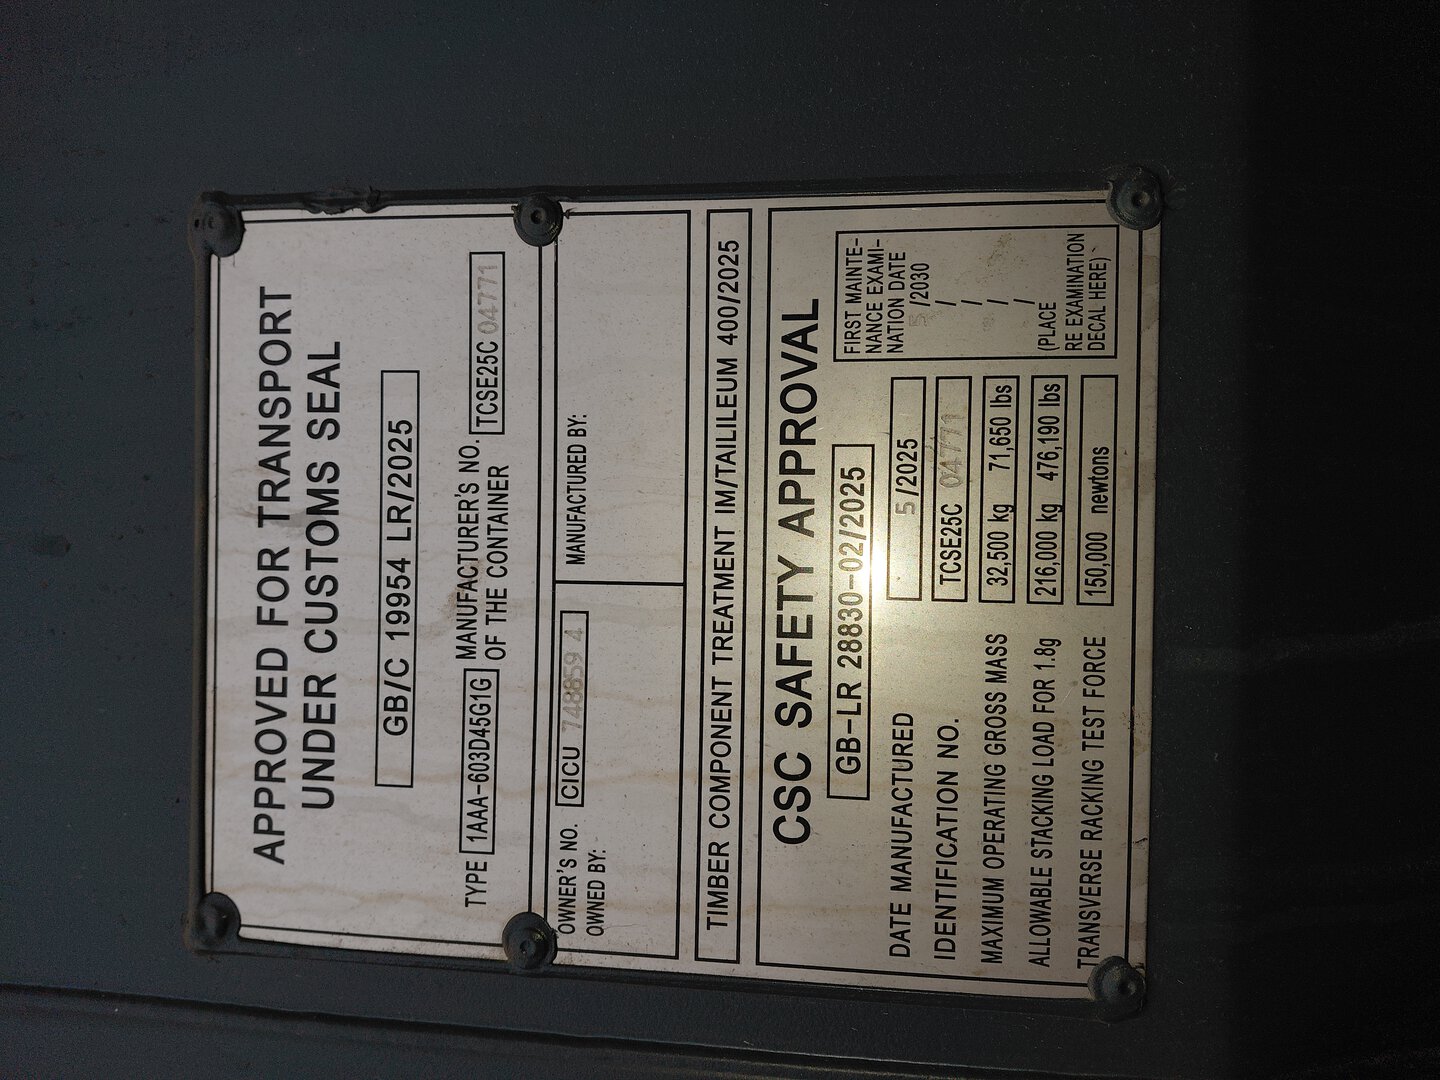 APPROVED FOR TRANSPORT
UNDER CUSTOMS SEAL
GB/C 19954 LR/2025
TYPE 1AAA-603D45G1G MANUFACTURER'S NO.
OF THE CONTAINER TCSE25C 04771
OWNER'S NO. CICU 748859 4
OWNED BY:
MANUFACTURED BY:
TIMBER COMPONENT TREATMENT IM/TAILILEUM 400/2025
CSC SAFETY APPROVAL
GB-LR 28830-02/2025
DATE MANUFACTURED 5/2025
IDENTIFICATION NO. TCSE25C 04771
MAXIMUM OPERATING GROSS MASS 32,500 kg 71,650 lbs
ALLOWABLE STACKING LOAD FOR 1.8g 216,000 kg 476,190 lbs
TRANSVERSE RACKING TEST FORCE 150,000 newtons
FIRST MAINTE-
NANCE EXAMI-
NATION DATE
5/2030
/
/
/
/
(PLACE
RE EXAMINATION
DECAL HERE)